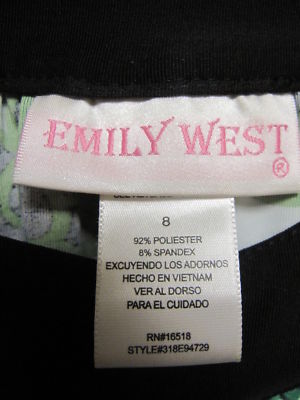 EMILY WEST ®
8
92% POLIESTER
8% SPANDEX
EXCUYENDO LOS ADORNOS
HECHO EN VIETNAM
VER AL DORSO
PARA EL CUIDADO
RN#16518
STYLE#318E94729